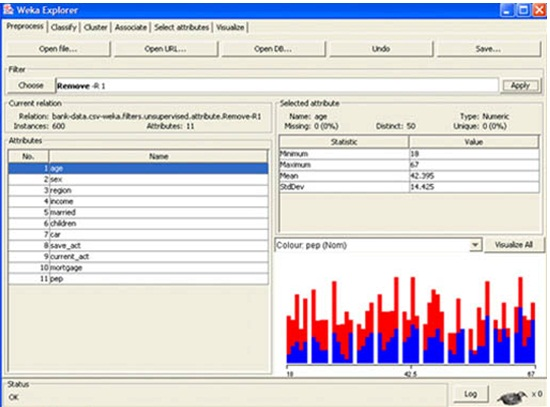 Weka Explorer
Preprocess Classify Cluster Associate Select attributes Visualize
Open file... Open URL... Open DB... Undo Save...
Filter
Choose Remove -R 1 Apply
Current relation
Relation: bank-data.csv-weka.filters.unsupervised.attribute.Remove-R1
Instances: 600 Attributes: 11
Attributes
No. Name
1 age
2 sex
3 region
4 income
5 married
6 children
7 car
8 save_act
9 current_act
10 mortgage
11 pep
Selected attribute
Name: age Type: Numeric
Missing: 0 (0%) Distinct: 50 Unique: 0 (0%)
Statistic Value
Minimum 18
Maximum 67
Mean 42.395
StdDev 14.425
Colour: pep (Nom) Visualize All
18 42.5 67
Status
OK
Log x 0